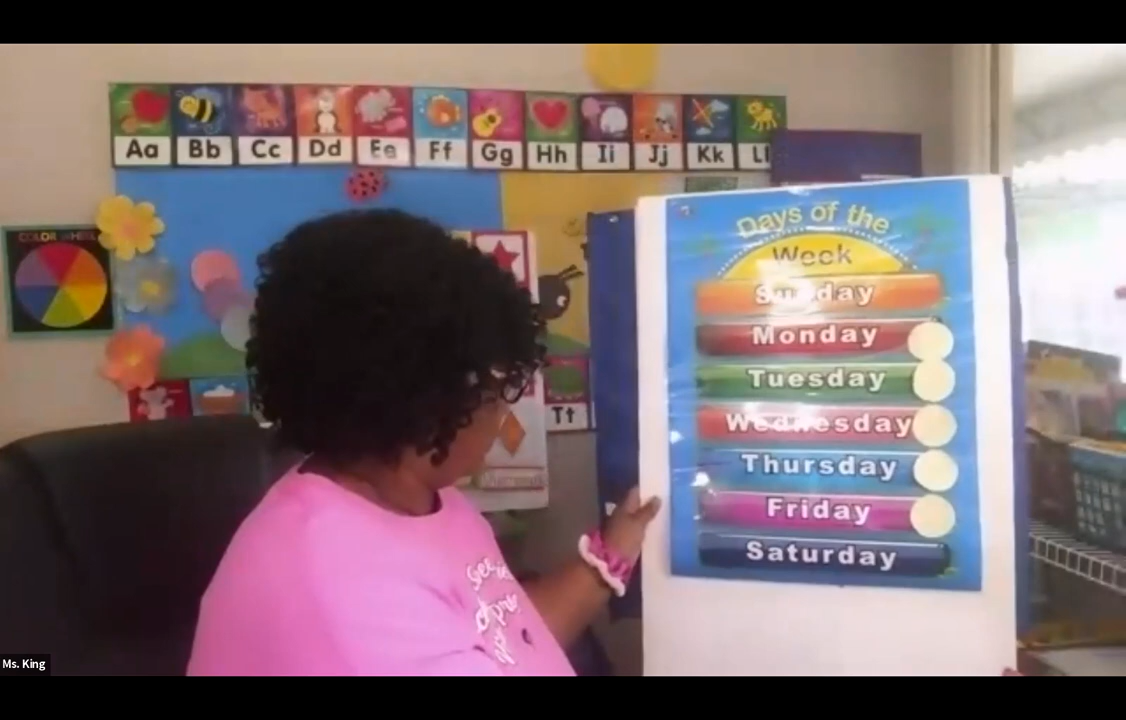 Aa Bb Cc Dd Ee Ff Gg Hh Ii Jj Kk Ll
COLOR WHEEL
Days of the
Week
Sunday
Monday
Tuesday
Wednesday
Thursday
Friday
Saturday
Tt
Ms. King